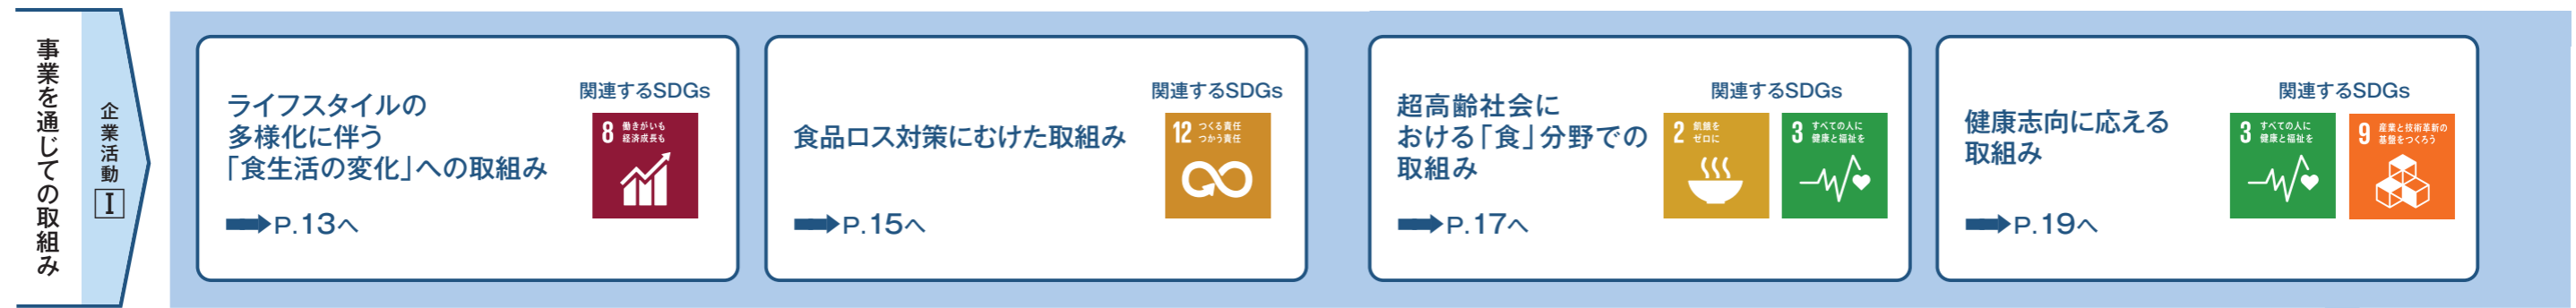 事業を通じての取組み
企業活動 I
ライフスタイルの
多様化に伴う
「食生活の変化」への取組み
➡P.13へ
関連するSDGs
8 働きがいも
経済成長も
食品ロス対策にむけた取組み
➡P.15へ
関連するSDGs
12 つくる責任
つかう責任
超高齢社会に
おける「食」分野での
取組み
➡P.17へ
関連するSDGs
2 飢餓を
ゼロに
3 すべての人に
健康と福祉を
健康志向に応える
取組み
➡P.19へ
関連するSDGs
3 すべての人に
健康と福祉を
9 産業と技術革新の
基盤をつくろう